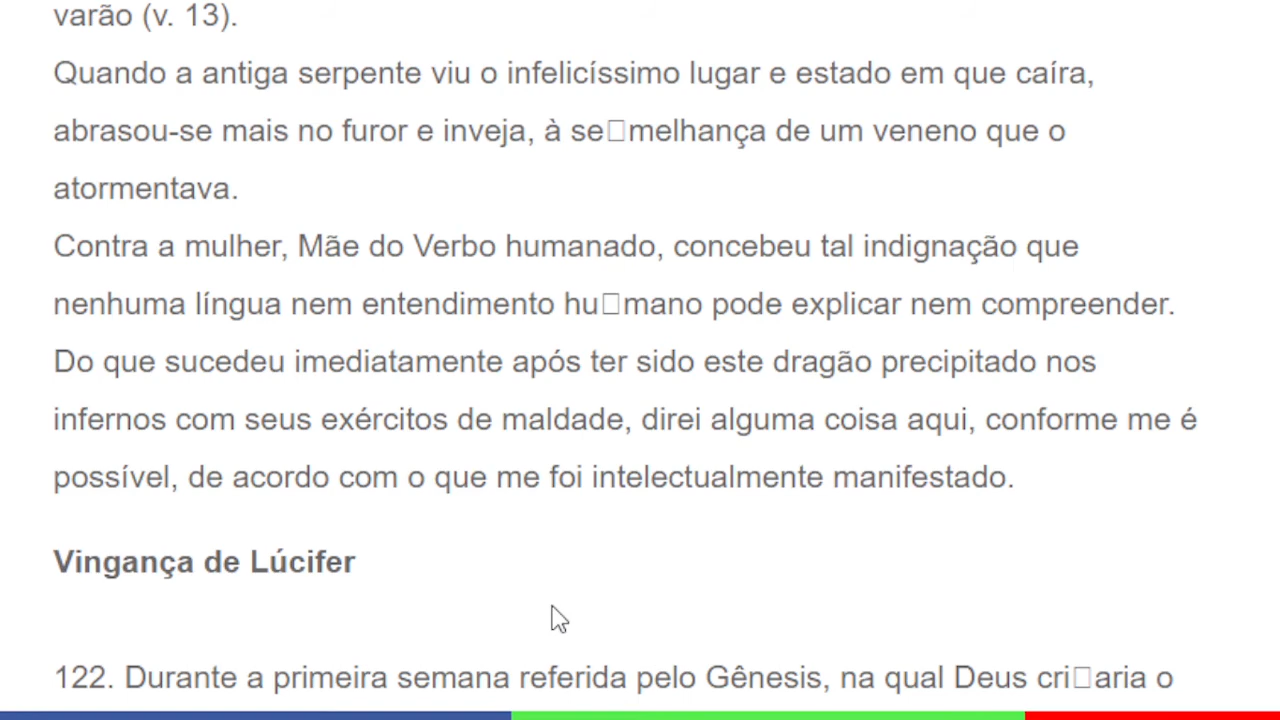 varão (v. 13).
Quando a antiga serpente viu o infelicíssimo lugar e estado em que caíra,
abrasou-se mais no furor e inveja, à se□melhança de um veneno que o
atormentava.
Contra a mulher, Mãe do Verbo humanado, concebeu tal indignação que
nenhuma língua nem entendimento hu□mano pode explicar nem compreender.
Do que sucedeu imediatamente após ter sido este dragão precipitado nos
infernos com seus exércitos de maldade, direi alguma coisa aqui, conforme me é
possível, de acordo com o que me foi intelectualmente manifestado.
Vingança de Lúcifer
122. Durante a primeira semana referida pelo Gênesis, na qual Deus cri□aria o